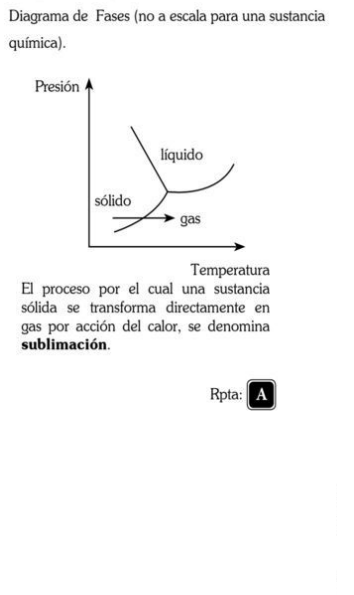 Diagrama de Fases (no a escala para una sustancia
química).
Presión
líquido
sólido
gas
Temperatura
El proceso por el cual una sustancia
sólida se transforma directamente en
gas por acción del calor, se denomina
sublimación.
Rpta: A